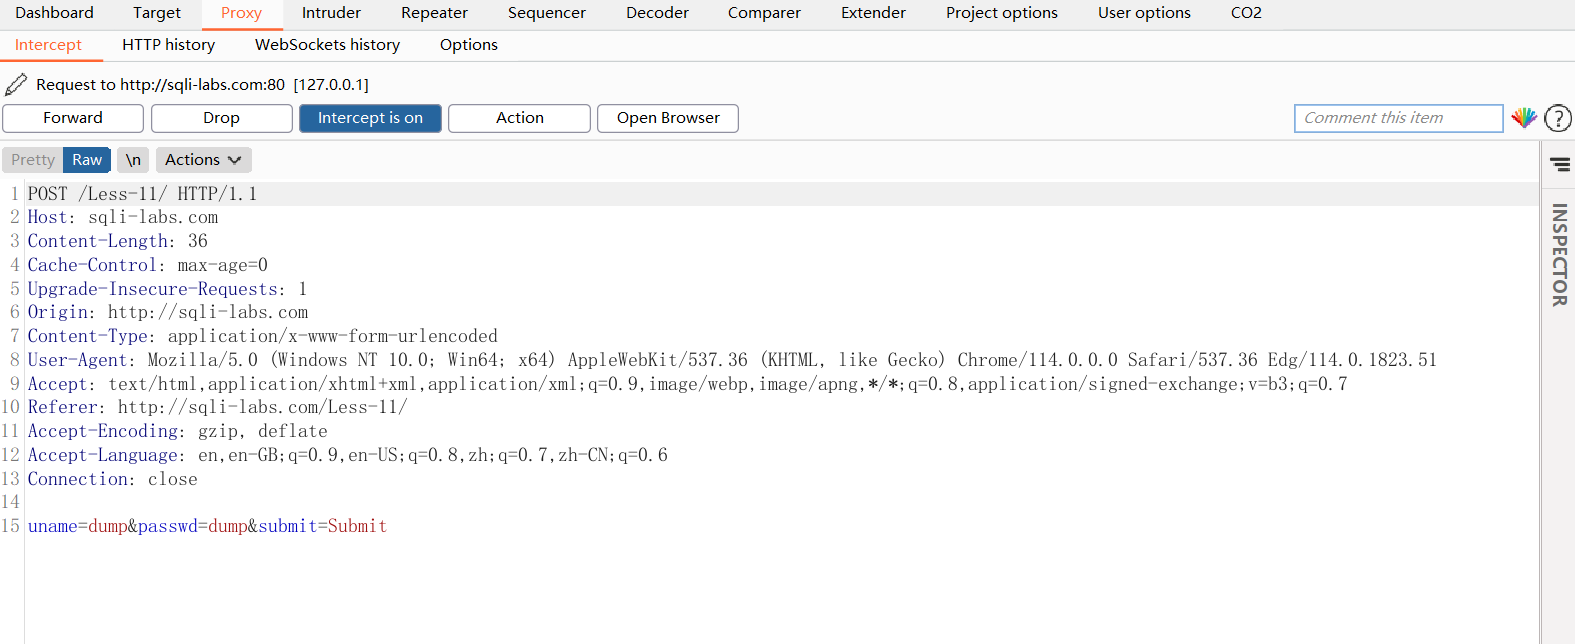 Dashboard Target Proxy Intruder Repeater Sequencer Decoder Comparer Extender Project options User options CO2
Intercept HTTP history WebSockets history Options
Request to http://sqli-labs.com:80 [127.0.0.1]
Forward Drop Intercept is on Action Open Browser Comment this item ?
Pretty Raw \n Actions
1 POST /Less-11/ HTTP/1.1
2 Host: sqli-labs.com
3 Content-Length: 36
4 Cache-Control: max-age=0
5 Upgrade-Insecure-Requests: 1
6 Origin: http://sqli-labs.com
7 Content-Type: application/x-www-form-urlencoded
8 User-Agent: Mozilla/5.0 (Windows NT 10.0; Win64; x64) AppleWebKit/537.36 (KHTML, like Gecko) Chrome/114.0.0.0 Safari/537.36 Edg/114.0.1823.51
9 Accept: text/html,application/xhtml+xml,application/xml;q=0.9,image/webp,image/apng,*/*;q=0.8,application/signed-exchange;v=b3;q=0.7
10 Referer: http://sqli-labs.com/Less-11/
11 Accept-Encoding: gzip, deflate
12 Accept-Language: en,en-GB;q=0.9,en-US;q=0.8,zh;q=0.7,zh-CN;q=0.6
13 Connection: close
14
15 uname=dump&passwd=dump&submit=Submit
INSPECTOR